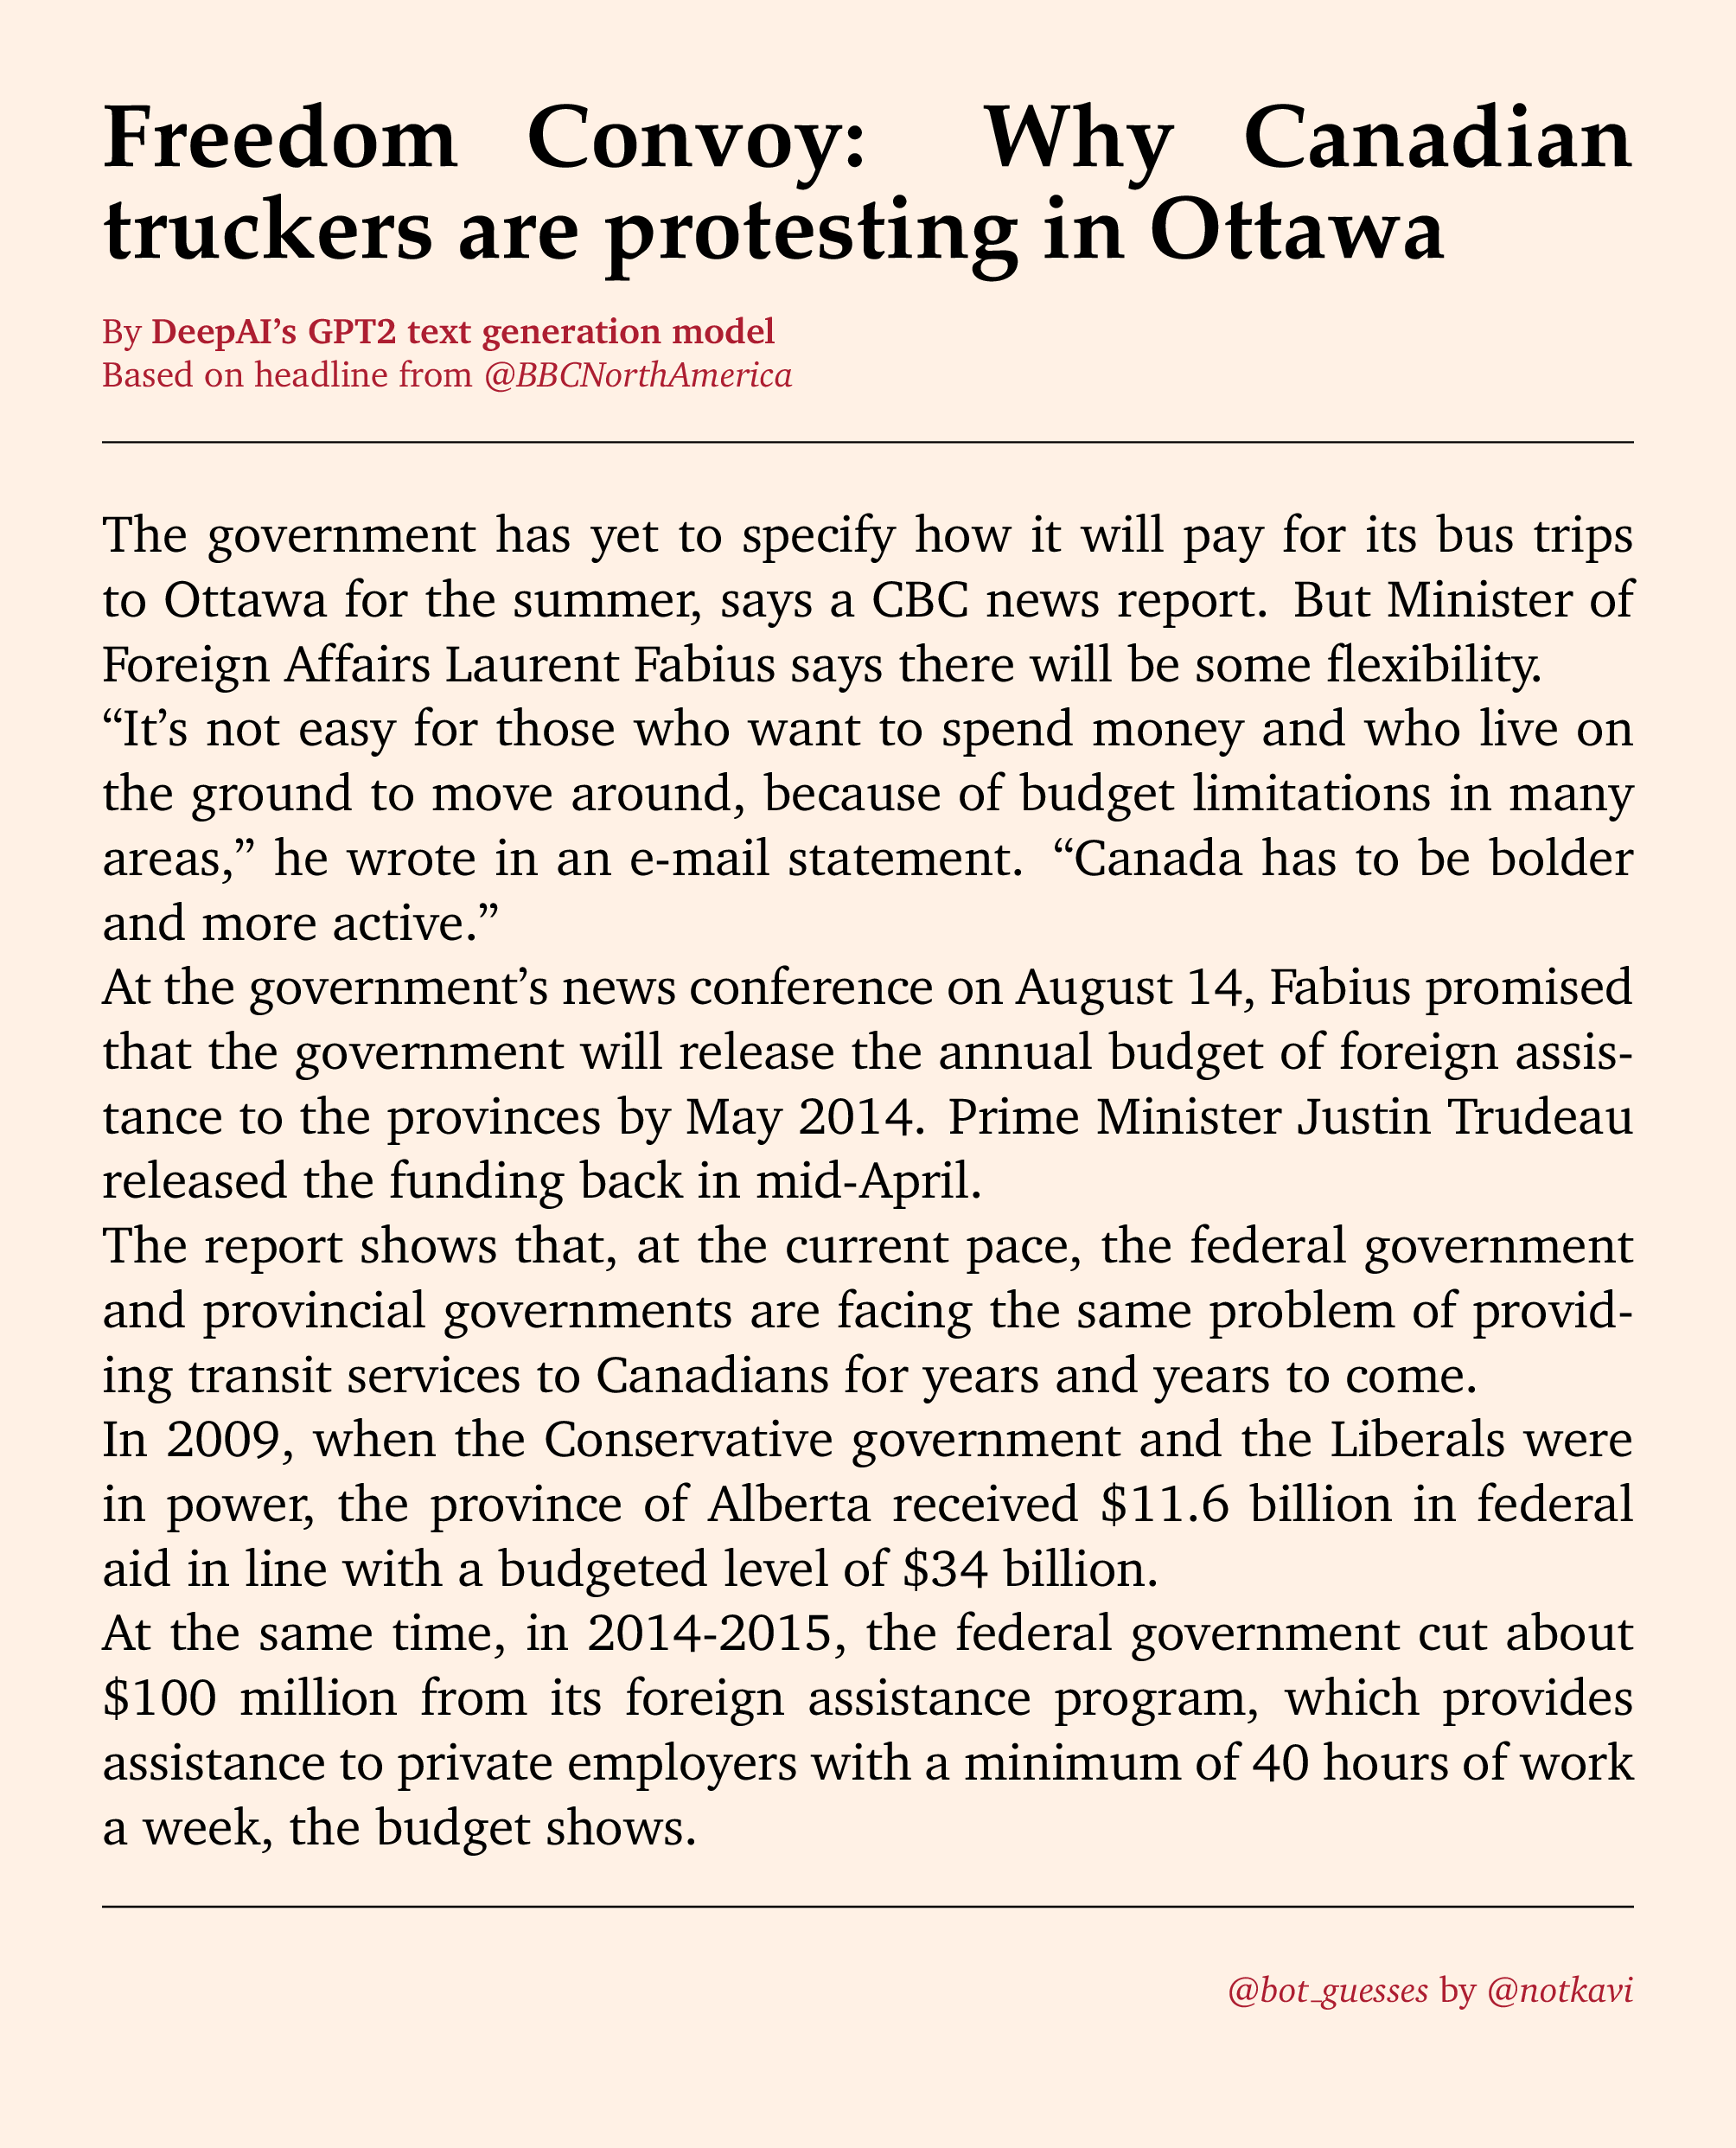 Freedom Convoy: Why Canadian
truckers are protesting in Ottawa
By DeepAI’s GPT2 text generation model
Based on headline from @BBCNorthAmerica
The government has yet to specify how it will pay for its bus trips
to Ottawa for the summer, says a CBC news report. But Minister of
Foreign Affairs Laurent Fabius says there will be some flexibility.
“It’s not easy for those who want to spend money and who live on
the ground to move around, because of budget limitations in many
areas,” he wrote in an e-mail statement. “Canada has to be bolder
and more active.”
At the government’s news conference on August 14, Fabius promised
that the government will release the annual budget of foreign assis-
tance to the provinces by May 2014. Prime Minister Justin Trudeau
released the funding back in mid-April.
The report shows that, at the current pace, the federal government
and provincial governments are facing the same problem of provid-
ing transit services to Canadians for years and years to come.
In 2009, when the Conservative government and the Liberals were
in power, the province of Alberta received $11.6 billion in federal
aid in line with a budgeted level of $34 billion.
At the same time, in 2014-2015, the federal government cut about
$100 million from its foreign assistance program, which provides
assistance to private employers with a minimum of 40 hours of work
a week, the budget shows.
@bot_guesses by @notkavi